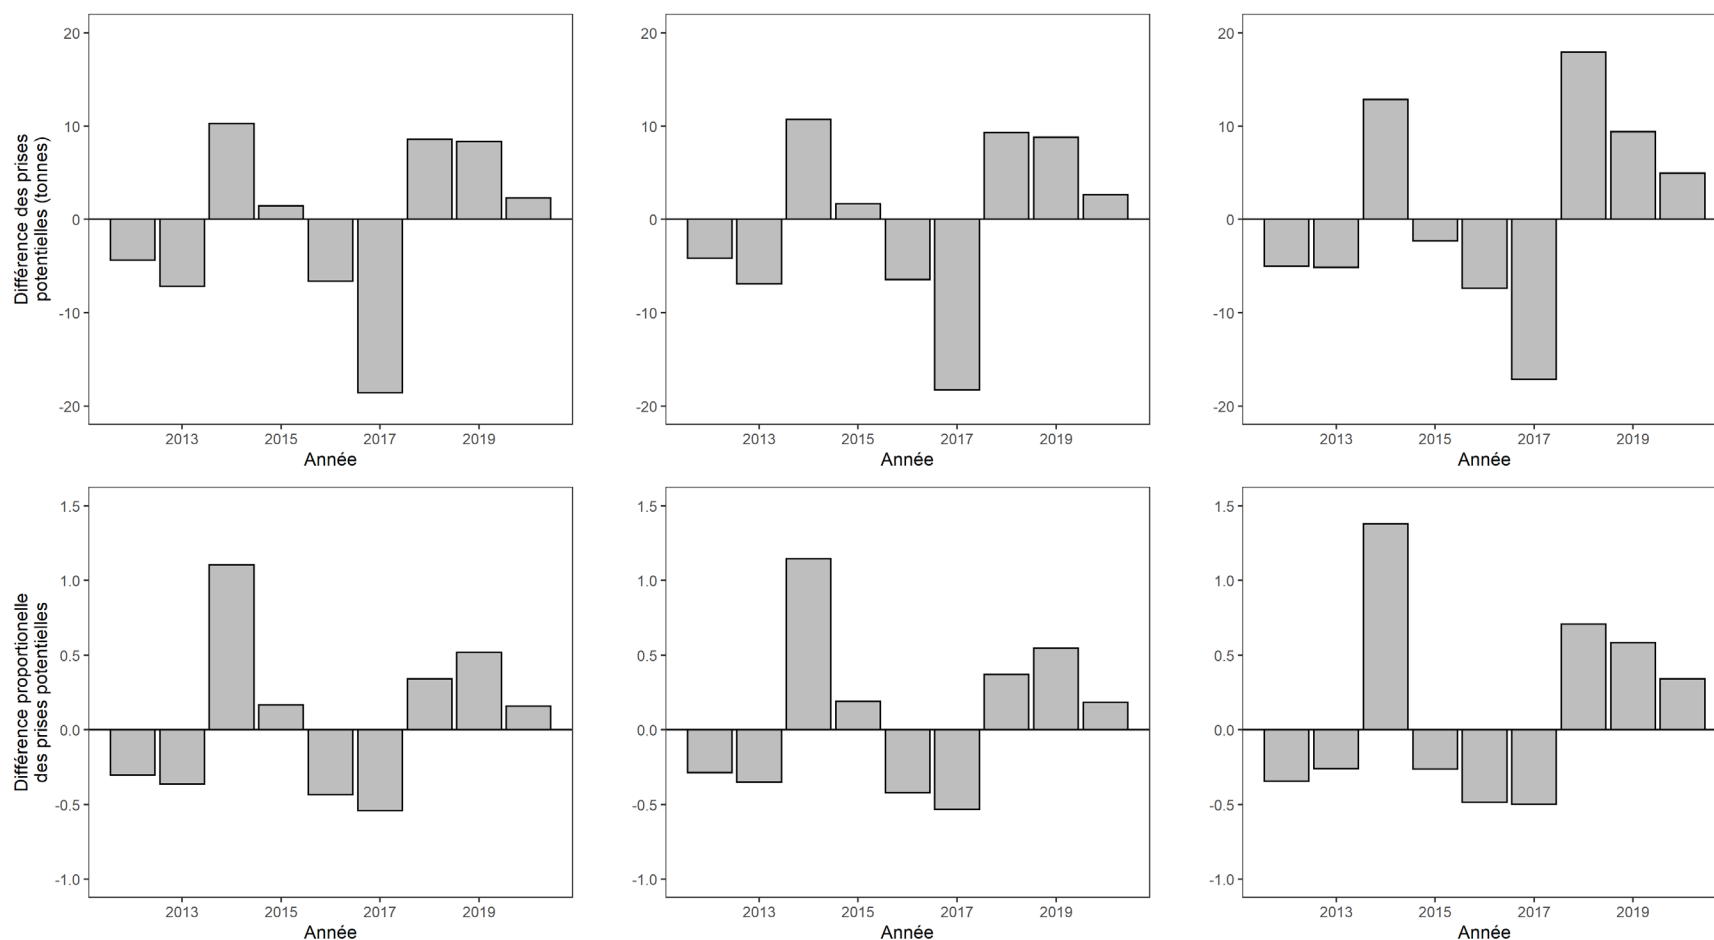 Différence des prises
potentielles (tonnes)
20
10
0
-10
-20
2013 2015 2017 2019
Année
20
10
0
-10
-20
2013 2015 2017 2019
Année
20
10
0
-10
-20
2013 2015 2017 2019
Année
Différence proportionelle
des prises potentielles
1.5
1.0
0.5
0.0
-0.5
-1.0
2013 2015 2017 2019
Année
1.5
1.0
0.5
0.0
-0.5
-1.0
2013 2015 2017 2019
Année
1.5
1.0
0.5
0.0
-0.5
-1.0
2013 2015 2017 2019
Année